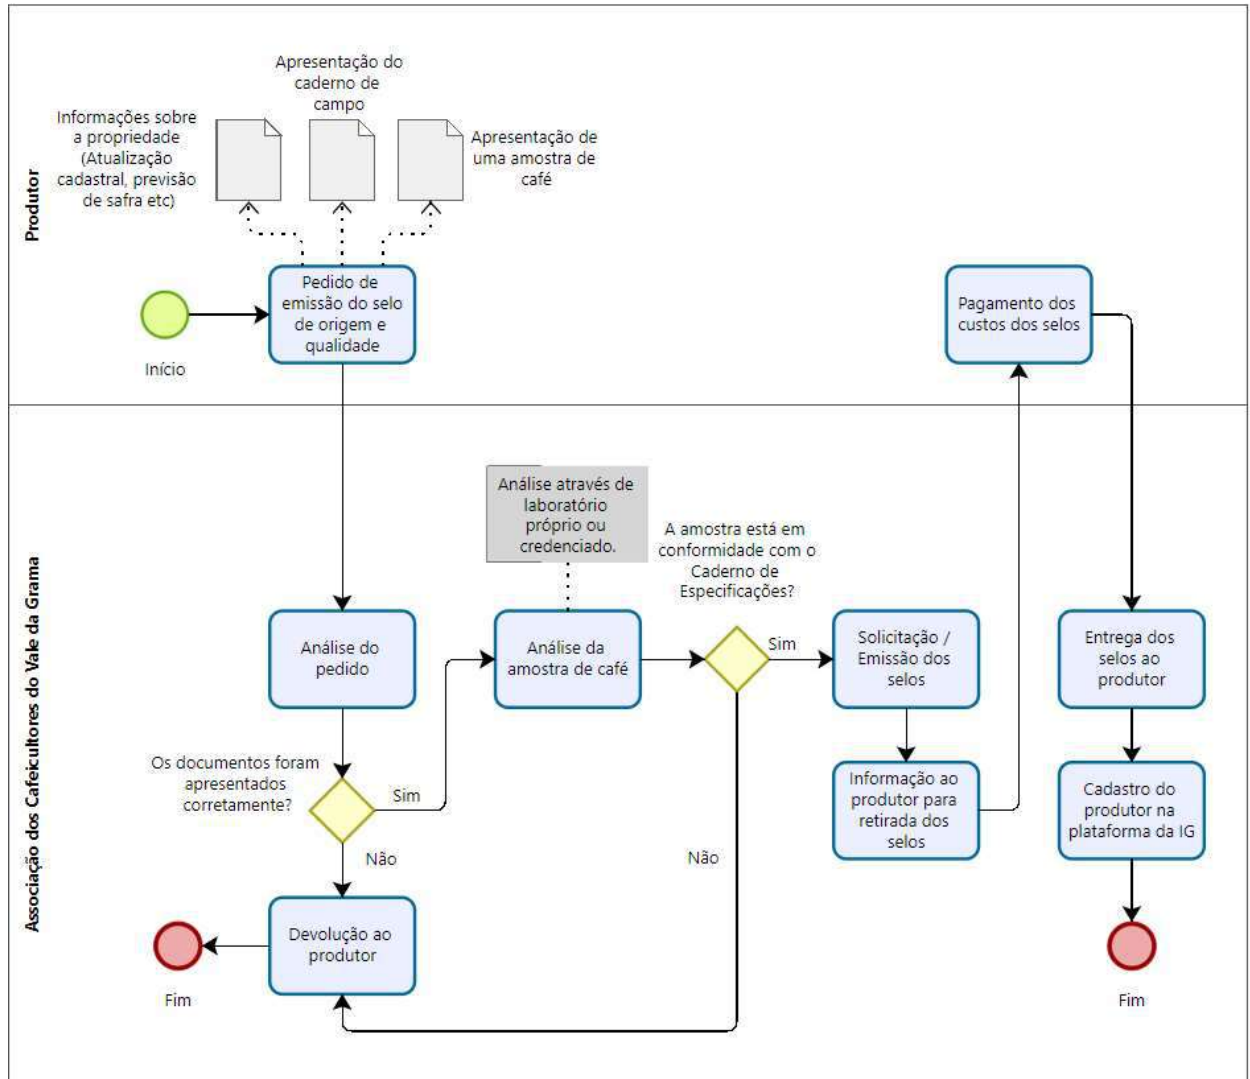 Produtor
Apresentação do
caderno de
campo
Informações sobre
a propriedade
(Atualização
cadastral, previsão
de safra etc)
Apresentação de
uma amostra de
café
Início
Pedido de
emissão do selo
de origem e
qualidade
Pagamento dos
custos dos selos
Associação dos Cafeicultores do Vale da Grama
Análise do
pedido
Os documentos foram
apresentados
corretamente?
Sim
Não
Devolução ao
produtor
Fim
Análise através de
laboratório
próprio ou
credenciado.
Análise da
amostra de café
A amostra está em
conformidade com o
Caderno de
Especificações?
Sim
Não
Solicitação /
Emissão dos
selos
Informação ao
produtor para
retirada dos
selos
Entrega dos
selos ao
produtor
Cadastro do
produtor na
plataforma da IG
Fim